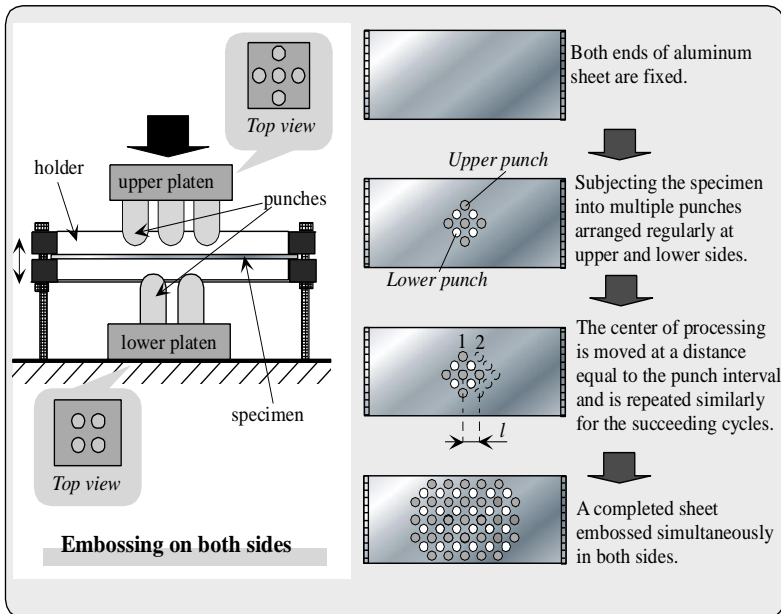 Top view
holder
upper platen
punches
lower platen
specimen
Top view
Embossing on both sides
Both ends of aluminum
sheet are fixed.
Upper punch
Lower punch
Subjecting the specimen
into multiple punches
arranged regularly at
upper and lower sides.
1 2
l
The center of processing
is moved at a distance
equal to the punch interval
and is repeated similarly
for the succeeding cycles.
A completed sheet
embossed simultaneously
in both sides.